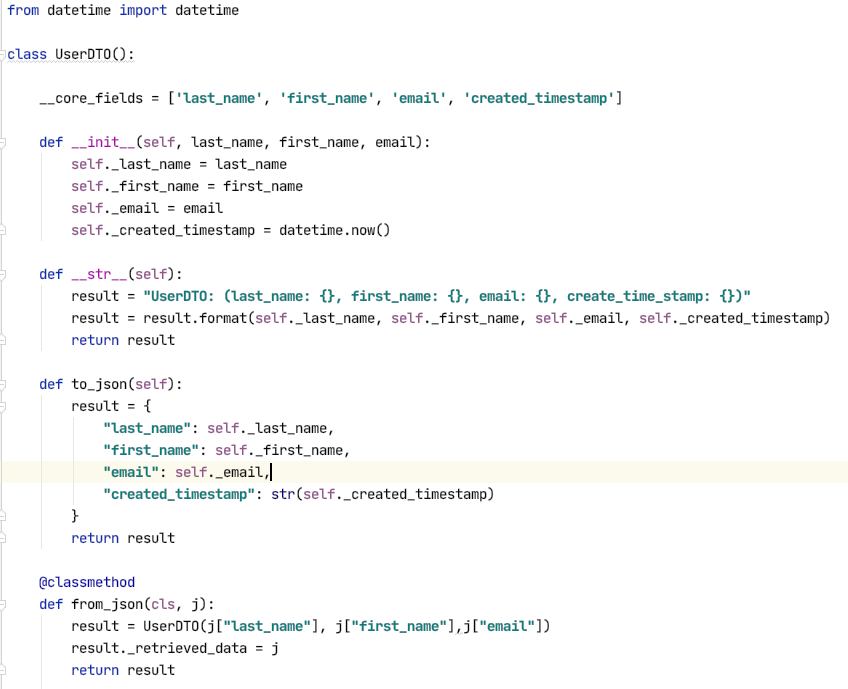 from datetime import datetime
class UserDTO():
    __core_fields = ['last_name', 'first_name', 'email', 'created_timestamp']
    def __init__(self, last_name, first_name, email):
        self._last_name = last_name
        self._first_name = first_name
        self._email = email
        self._created_timestamp = datetime.now()
    def __str__(self):
        result = "UserDTO: (last_name: {}, first_name: {}, email: {}, create_time_stamp: {})"
        result = result.format(self._last_name, self._first_name, self._email, self._created_timestamp)
        return result
    def to_json(self):
        result = {
            "last_name": self._last_name,
            "first_name": self._first_name,
            "email": self._email,
            "created_timestamp": str(self._created_timestamp)
        }
        return result
    @classmethod
    def from_json(cls, j):
        result = UserDTO(j["last_name"], j["first_name"],j["email"])
        result._retrieved_data = j
        return result